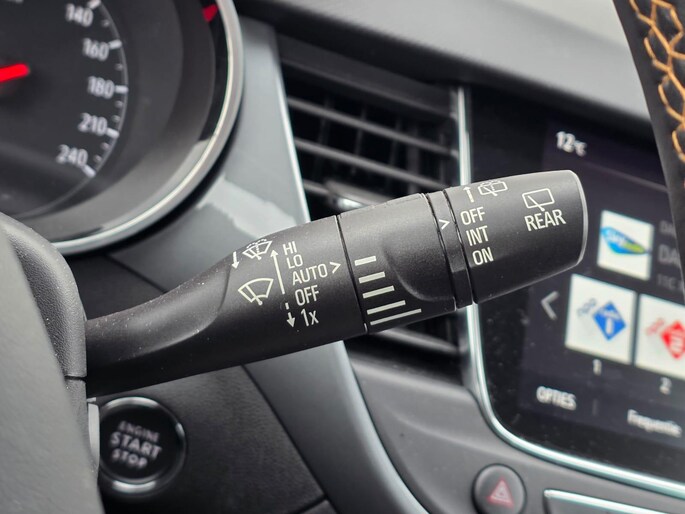 140
160
180
210
240
12°C
HI
LO
AUTO
OFF
1x
OFF
INT
ON
REAR
ENGINE
START
STOP
1
2
OPTIES
Frequentie